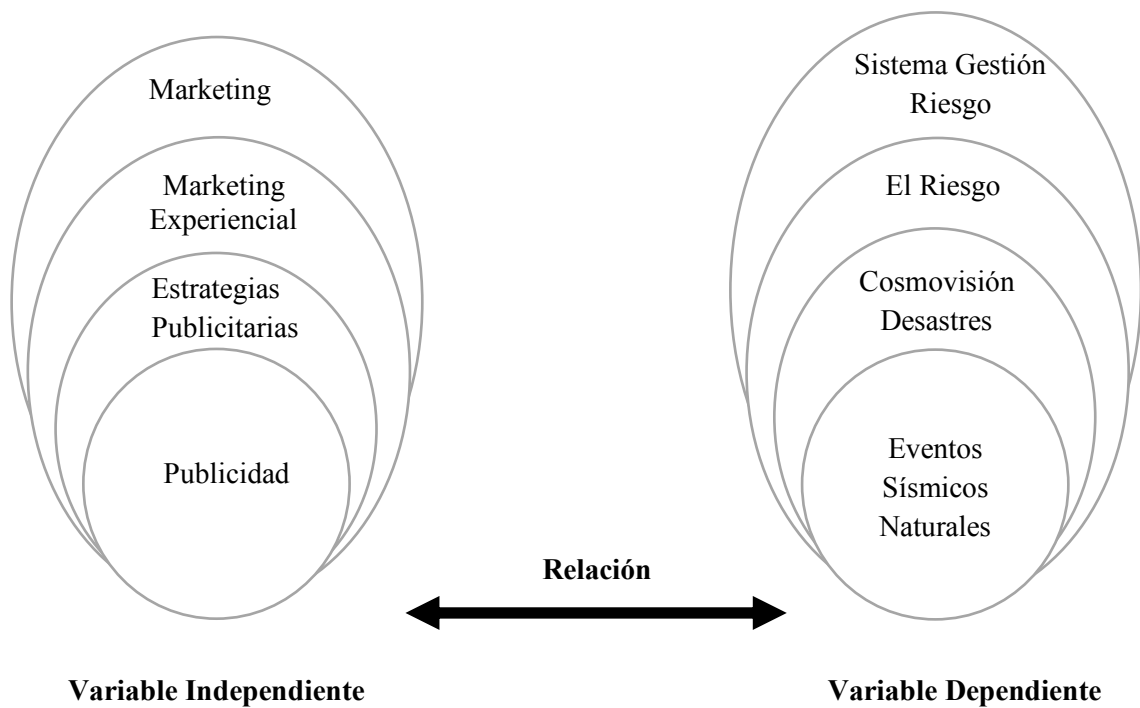 Marketing
Marketing
Experiencial
Estrategias
Publicitarias
Publicidad
Sistema Gestión
Riesgo
El Riesgo
Cosmovisión
Desastres
Eventos
Sísmicos
Naturales
Relación
Variable Independiente
Variable Dependiente